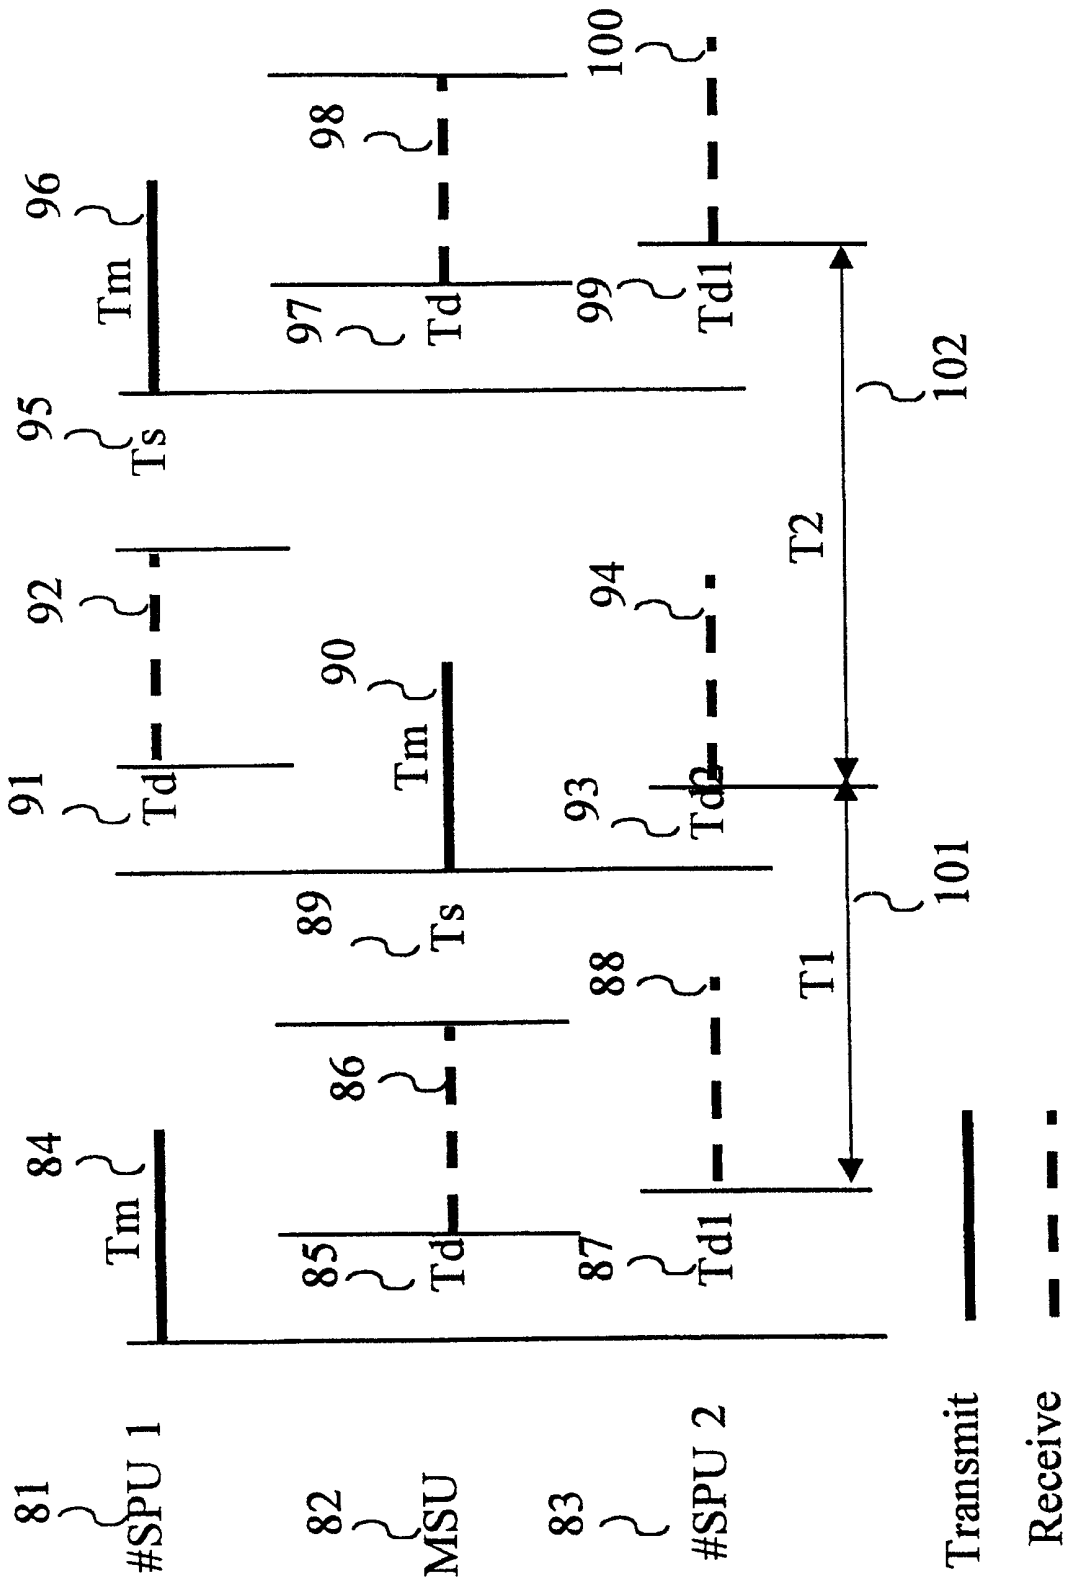 81
#SPU 1
84
Tm
91
Td
92
95
Ts
96
Tm
82
MSU
85
Td
86
89
Ts
90
Tm
97
Td
98
83
#SPU 2
87
Td1
88
93
Td2
94
99
Td1
100
T1
101
T2
102
Transmit
Receive